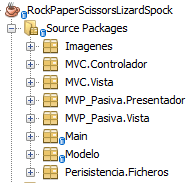 RockPaperScissorsLizardSpock
Source Packages
Imagenes
MVC.Controlador
MVC.Vista
MVP_Pasiva.Presentador
MVP_Pasiva.Vista
Main
Modelo
Perisistencia.Ficheros